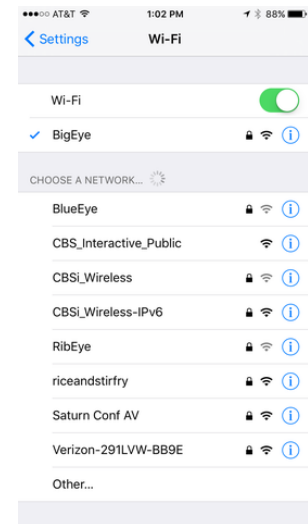 AT&T 1:02 PM 88%
Settings Wi-Fi
Wi-Fi
BigEye
CHOOSE A NETWORK...
BlueEye
CBS_Interactive_Public
CBSi_Wireless
CBSi_Wireless-IPv6
RibEye
riceandstirfry
Saturn Conf AV
Verizon-291LVW-BB9E
Other...